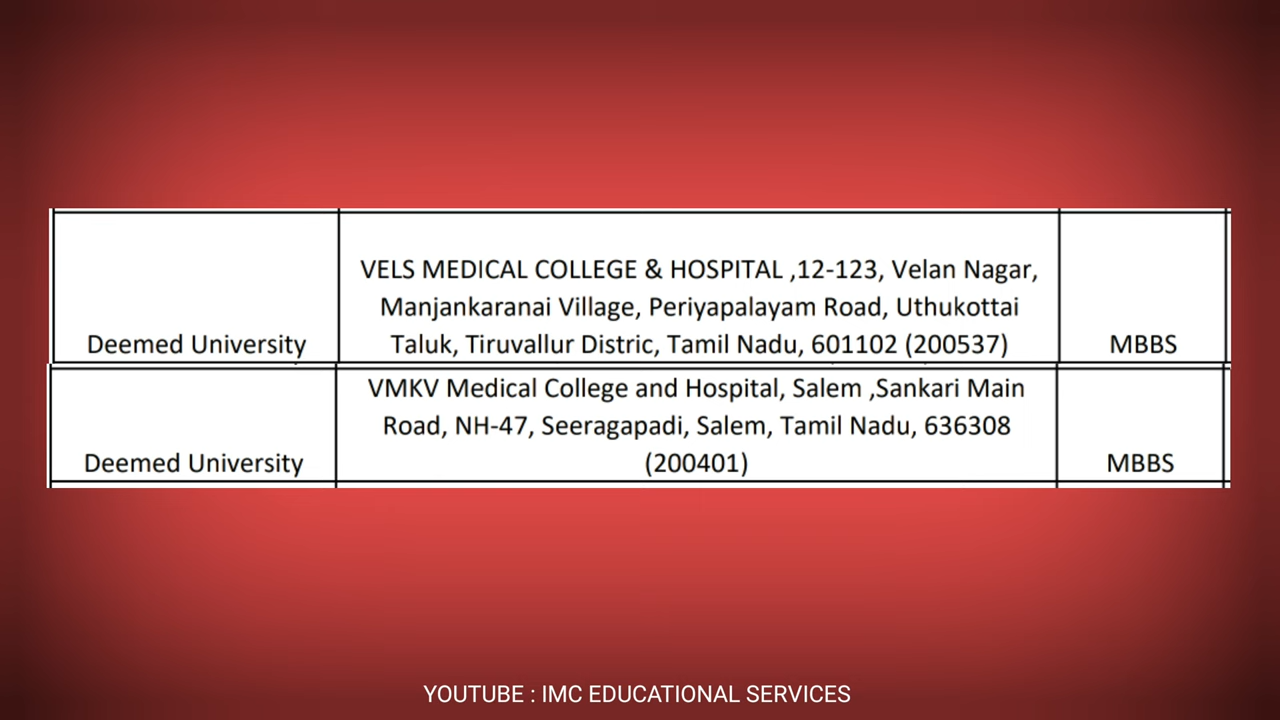 VELS MEDICAL COLLEGE & HOSPITAL ,12-123, Velan Nagar,
Manjankaranai Village, Periyapalayam Road, Uthukottai
Deemed University Taluk, Tiruvallur Distric, Tamil Nadu, 601102 (200537) MBBS
VMKV Medical College and Hospital, Salem ,Sankari Main
Road, NH-47, Seeragapadi, Salem, Tamil Nadu, 636308
Deemed University (200401) MBBS
YOUTUBE : IMC EDUCATIONAL SERVICES